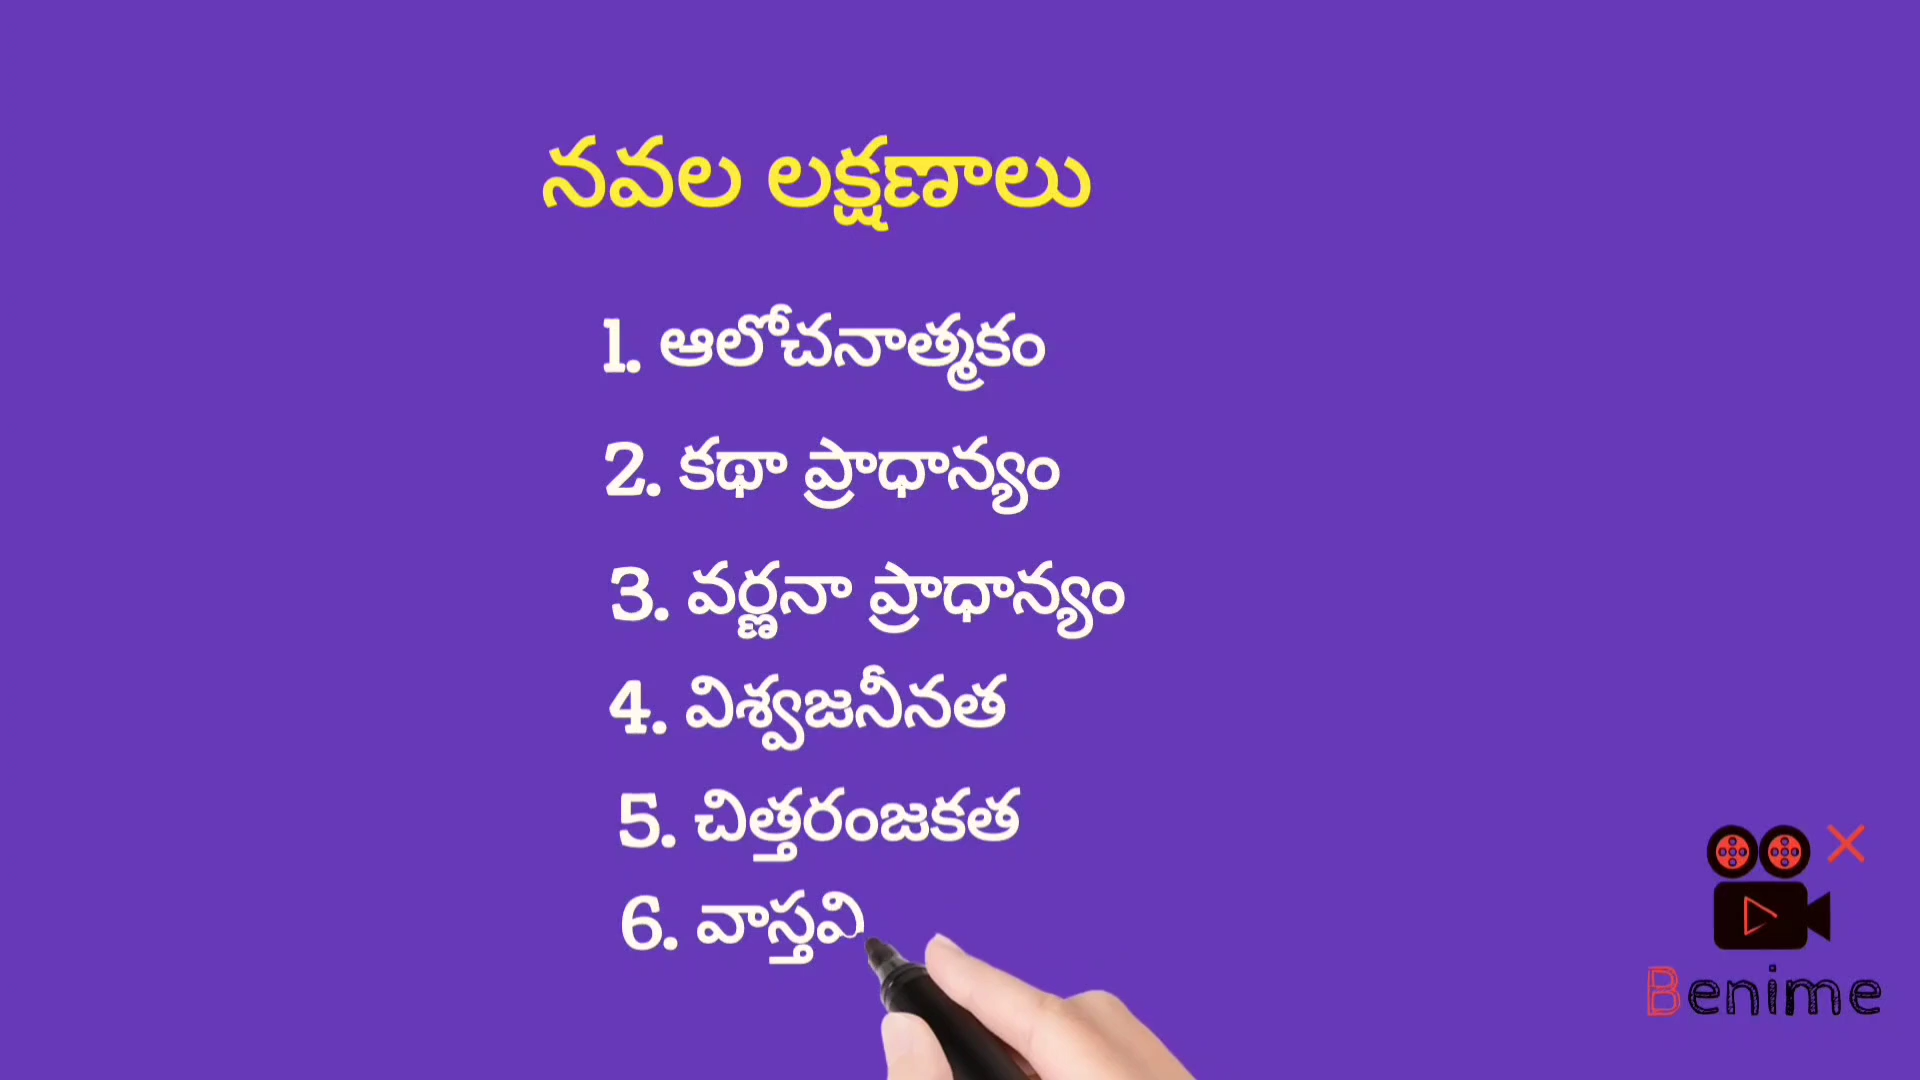 నవల లక్షణాలు
1. ఆలోచనాత్మకం
2. కథా ప్రాధాన్యం
3. వర్ణనా ప్రాధాన్యం
4. విశ్వజనీనత
5. చిత్తరంజకత
6. వాస్తవి
Benime